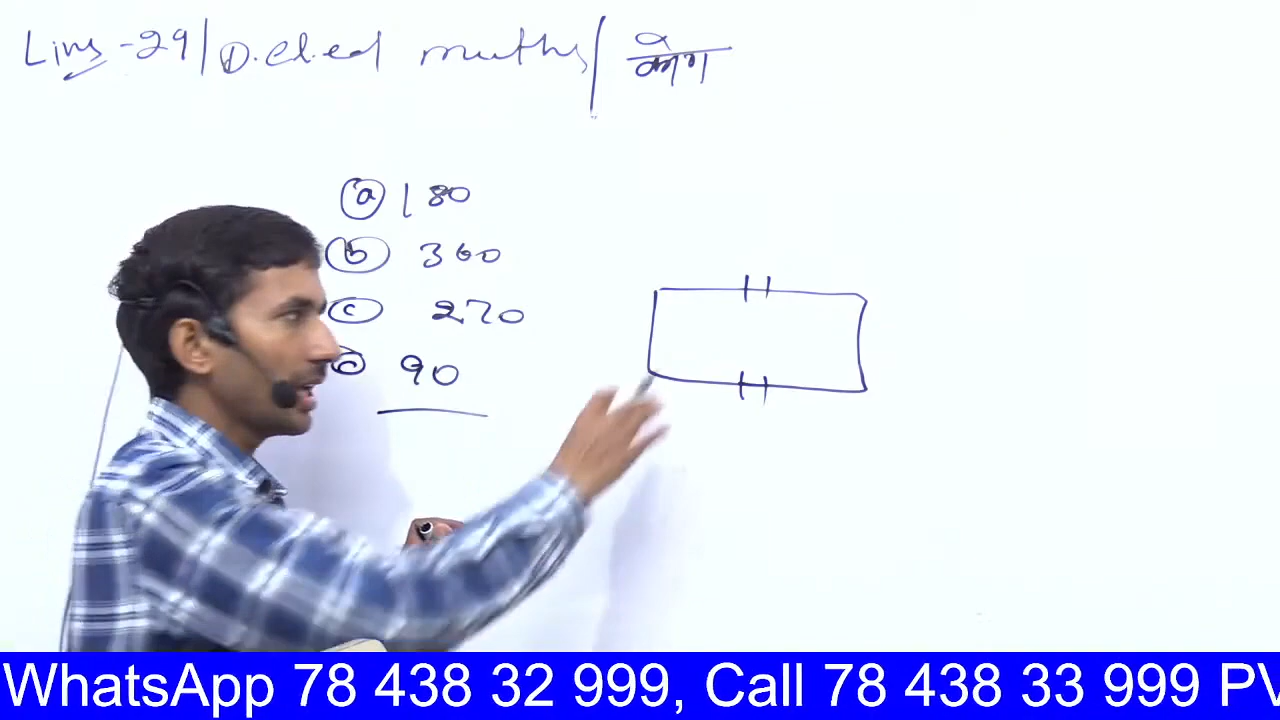 Lins - 29 | D.el.ed muths / कोण
(a) 180
(b) 360
(c) 270
(d) 90
WhatsApp 78 438 32 999, Call 78 438 33 999 PV